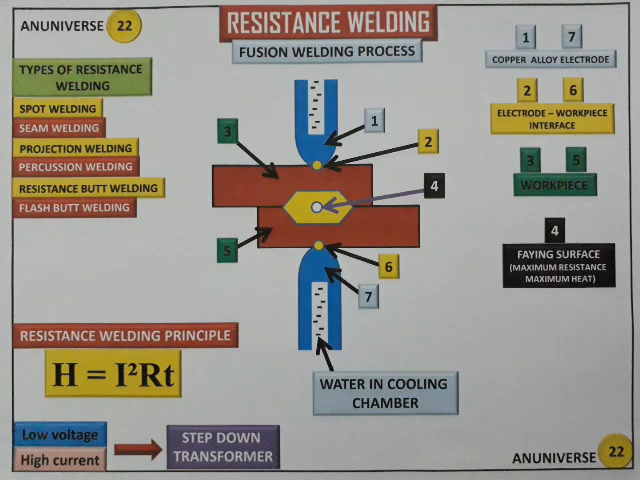 ANUNIVERSE 22
RESISTANCE WELDING
FUSION WELDING PROCESS
TYPES OF RESISTANCE
WELDING
SPOT WELDING
SEAM WELDING
PROJECTION WELDING
PERCUSSION WELDING
RESISTANCE BUTT WELDING
FLASH BUTT WELDING
1
2
3
4
5
6
7
WATER IN COOLING
CHAMBER
1 7
COPPER ALLOY ELECTRODE
2 6
ELECTRODE – WORKPIECE
INTERFACE
3 5
WORKPIECE
4
FAYING SURFACE
(MAXIMUM RESISTANCE
MAXIMUM HEAT)
RESISTANCE WELDING PRINCIPLE
H = I²Rt
Low voltage
High current
STEP DOWN
TRANSFORMER
ANUNIVERSE 22